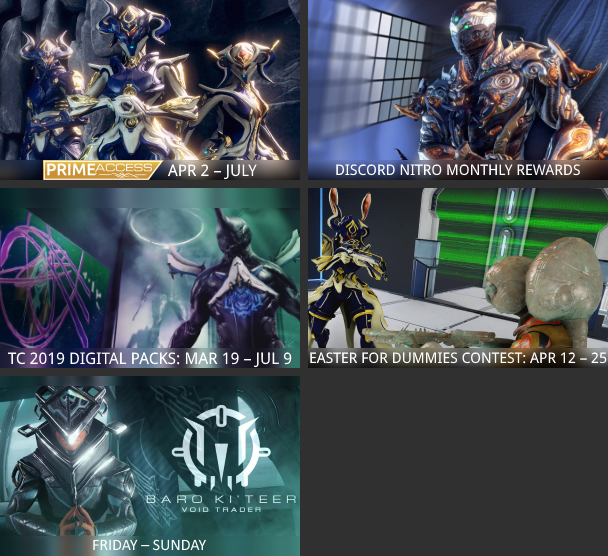 PRIME ACCESS APR 2 – JULY
DISCORD NITRO MONTHLY REWARDS
TC 2019 DIGITAL PACKS: MAR 19 – JUL 9
EASTER FOR DUMMIES CONTEST: APR 12 – 25
BARO KI'TEER
VOID TRADER
FRIDAY – SUNDAY